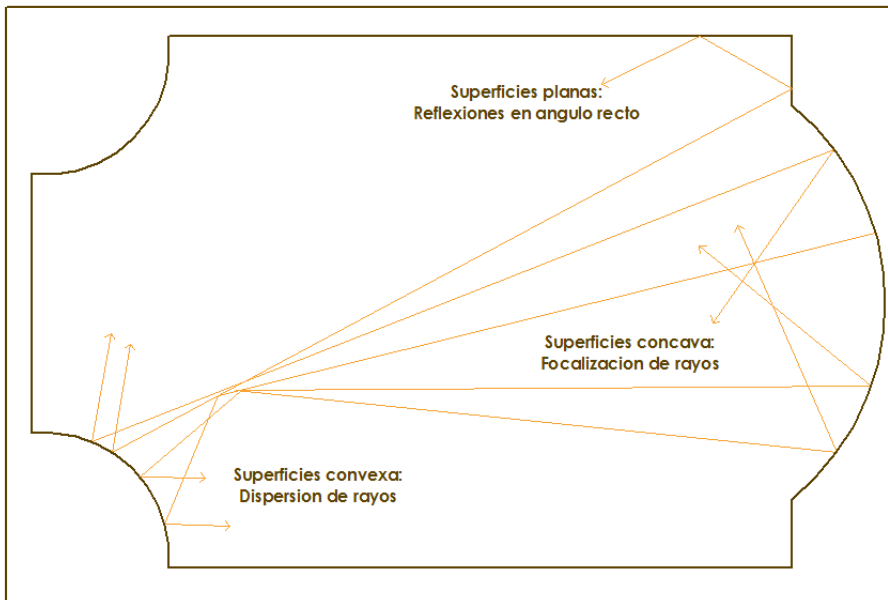 Superficies planas:
Reflexiones en angulo recto
Superficies concava:
Focalizacion de rayos
Superficies convexa:
Dispersion de rayos